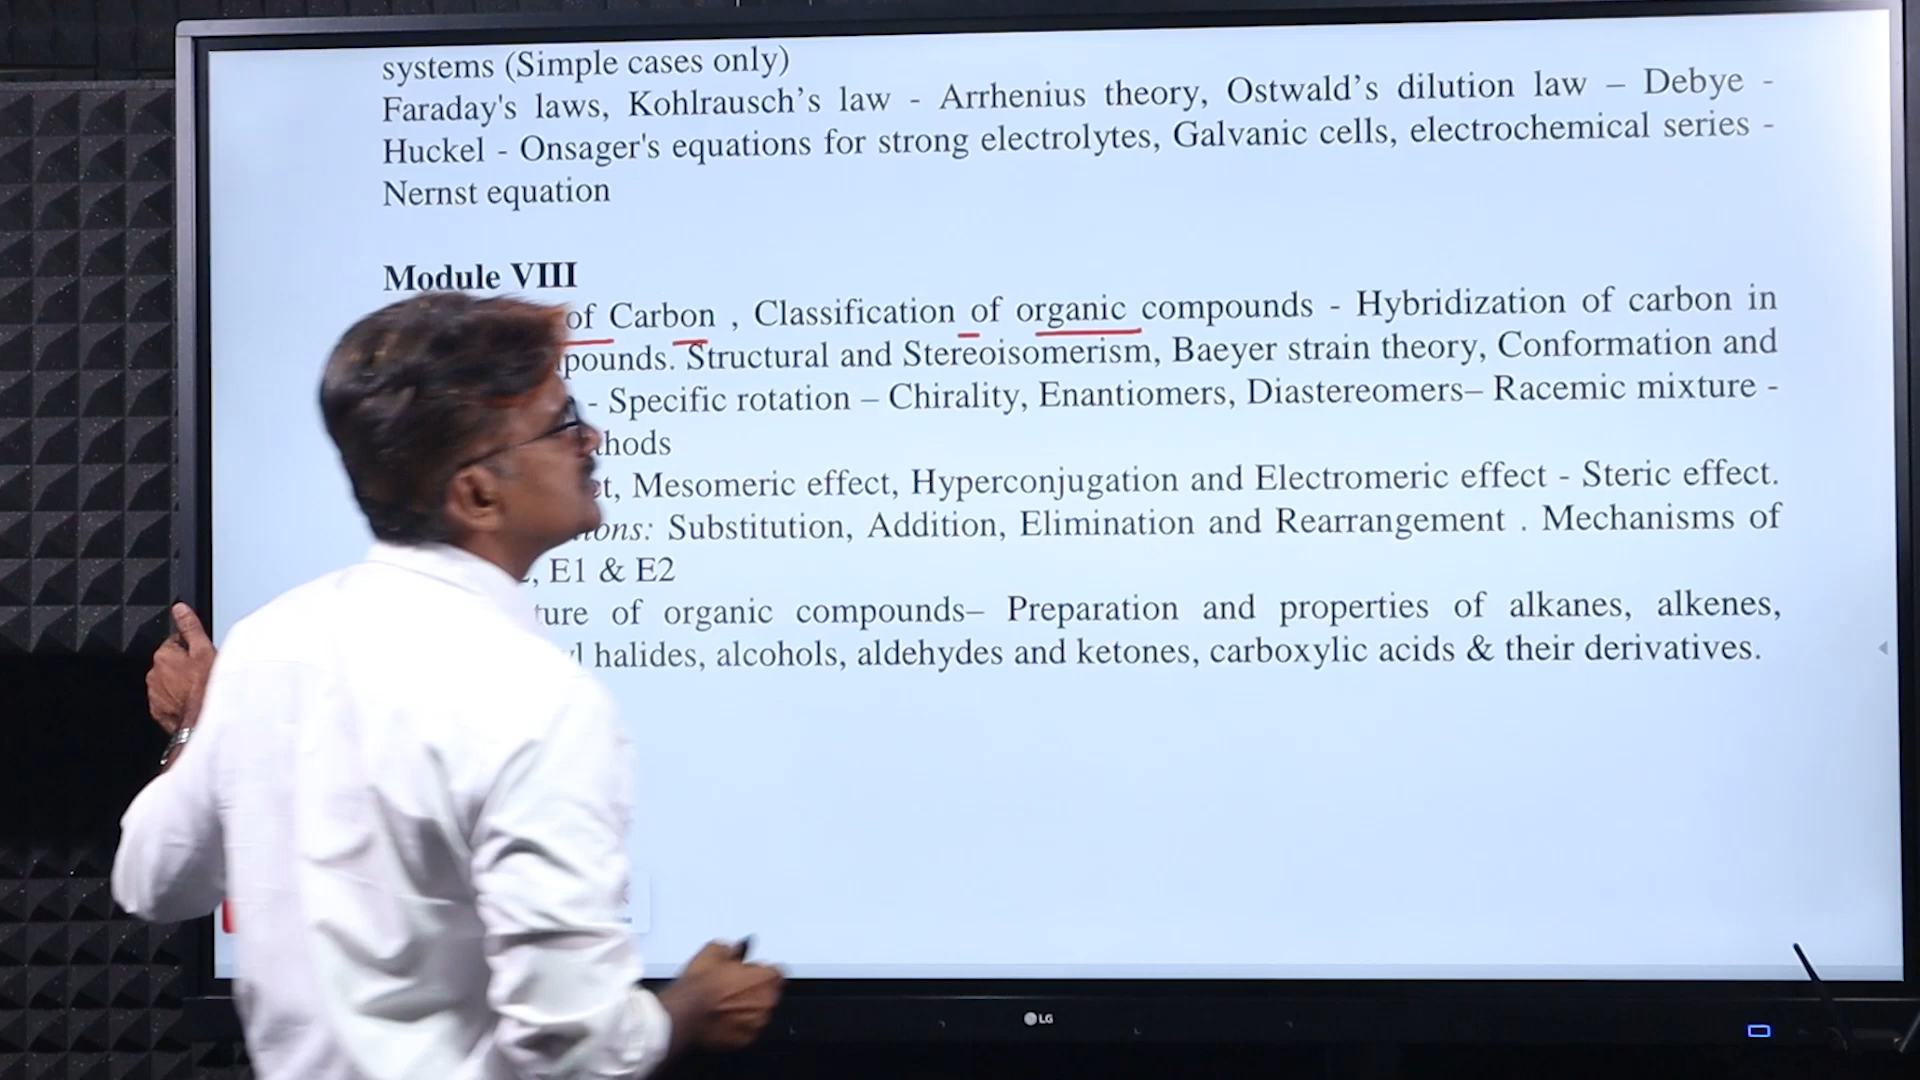 systems (Simple cases only)
Faraday's laws, Kohlrausch’s law - Arrhenius theory, Ostwald’s dilution law – Debye -
Huckel - Onsager's equations for strong electrolytes, Galvanic cells, electrochemical series -
Nernst equation
Module VIII
of Carbon , Classification of organic compounds - Hybridization of carbon in
pounds. Structural and Stereoisomerism, Baeyer strain theory, Conformation and
- Specific rotation – Chirality, Enantiomers, Diastereomers– Racemic mixture -
thods
t, Mesomeric effect, Hyperconjugation and Electromeric effect - Steric effect.
ons: Substitution, Addition, Elimination and Rearrangement . Mechanisms of
, E1 & E2
ture of organic compounds– Preparation and properties of alkanes, alkenes,
l halides, alcohols, aldehydes and ketones, carboxylic acids & their derivatives.
LG